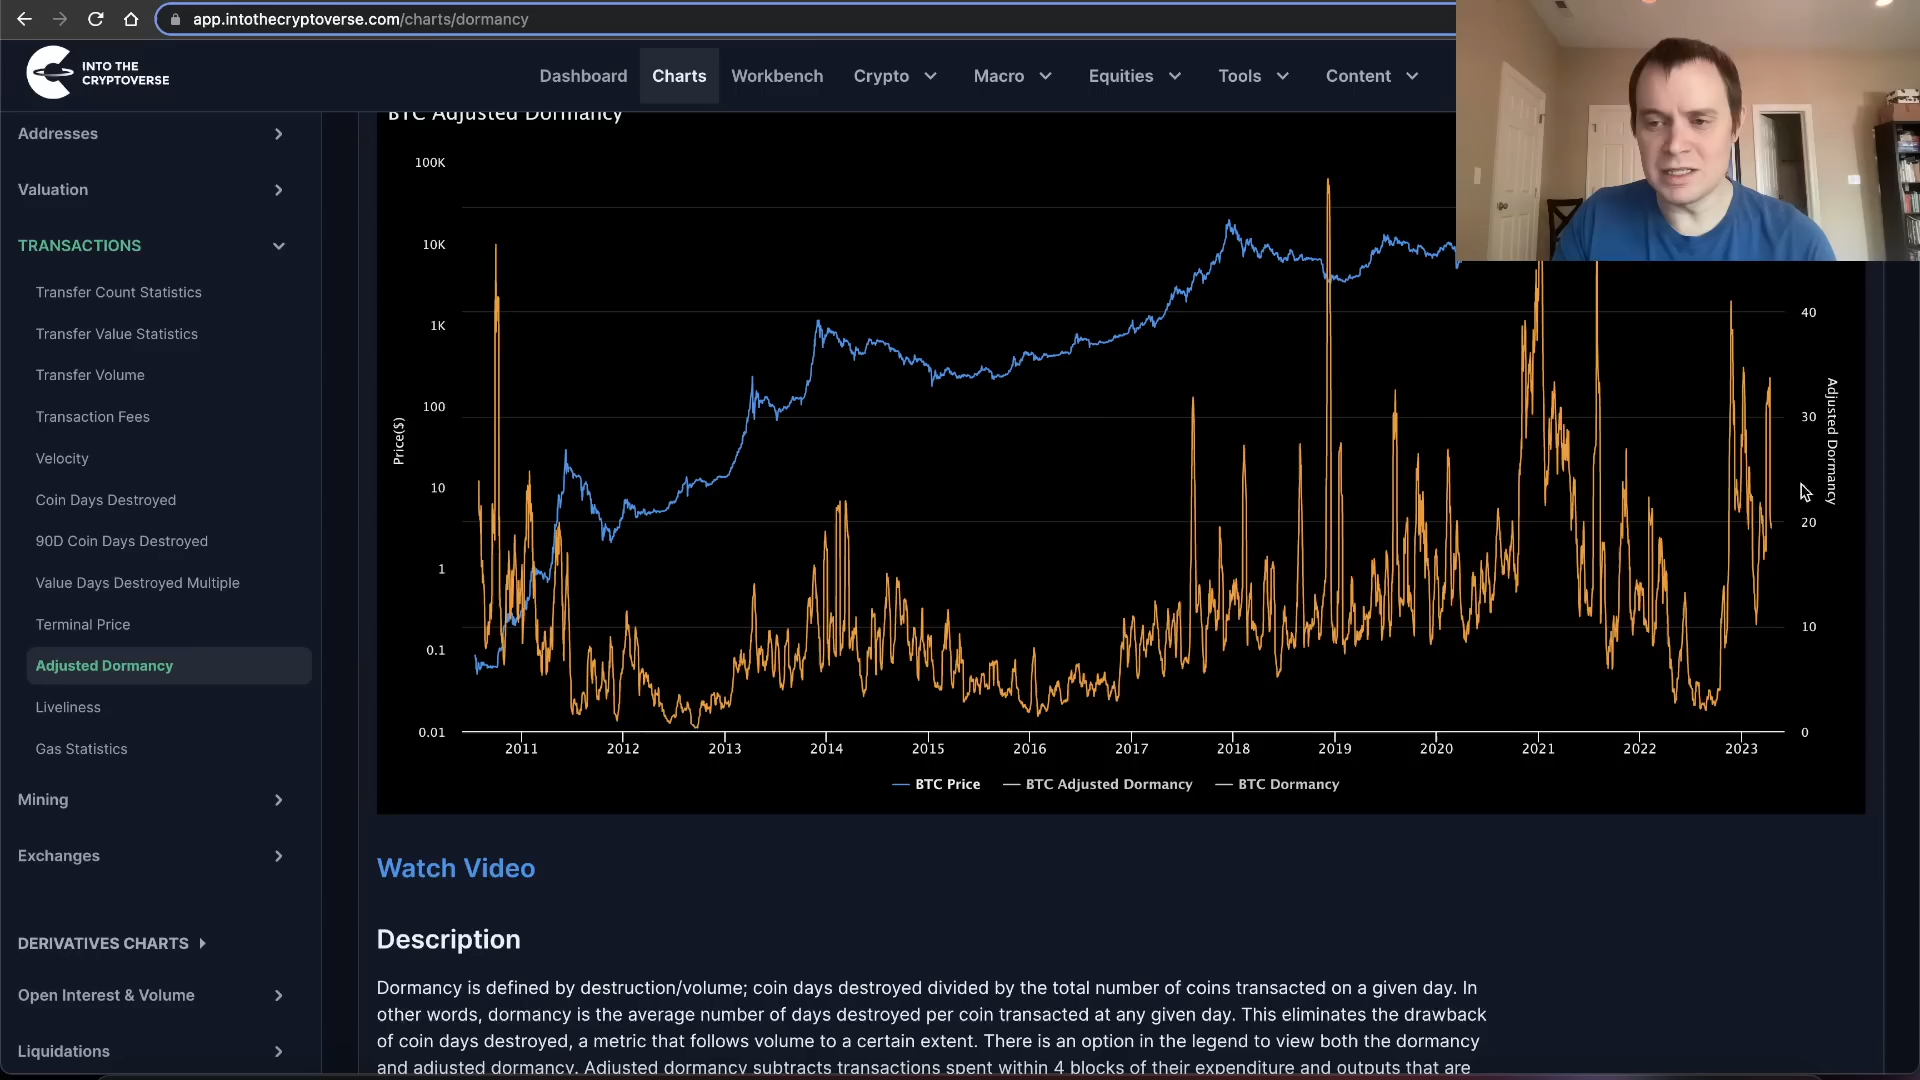 app.intothecryptoverse.com/charts/dormancy
INTO THE
CRYPTOVERSE
Dashboard
Charts
Workbench
Crypto
Macro
Equities
Tools
Content
Addresses
Valuation
TRANSACTIONS
Transfer Count Statistics
Transfer Value Statistics
Transfer Volume
Transaction Fees
Velocity
Coin Days Destroyed
90D Coin Days Destroyed
Value Days Destroyed Multiple
Terminal Price
Adjusted Dormancy
Liveliness
Gas Statistics
Mining
Exchanges
DERIVATIVES CHARTS
Open Interest & Volume
Liquidations
BTC Adjusted Dormancy
100K
10K
1K
100
10
1
0.1
0.01
Price($)
40
30
20
10
0
Adjusted Dormancy
2011 2012 2013 2014 2015 2016 2017 2018 2019 2020 2021 2022 2023
BTC Price BTC Adjusted Dormancy BTC Dormancy
Watch Video
Description
Dormancy is defined by destruction/volume; coin days destroyed divided by the total number of coins transacted on a given day. In
other words, dormancy is the average number of days destroyed per coin transacted at any given day. This eliminates the drawback
of coin days destroyed, a metric that follows volume to a certain extent. There is an option in the legend to view both the dormancy
and adjusted dormancy. Adjusted dormancy subtracts transactions spent within 4 blocks of their expenditure and outputs that are